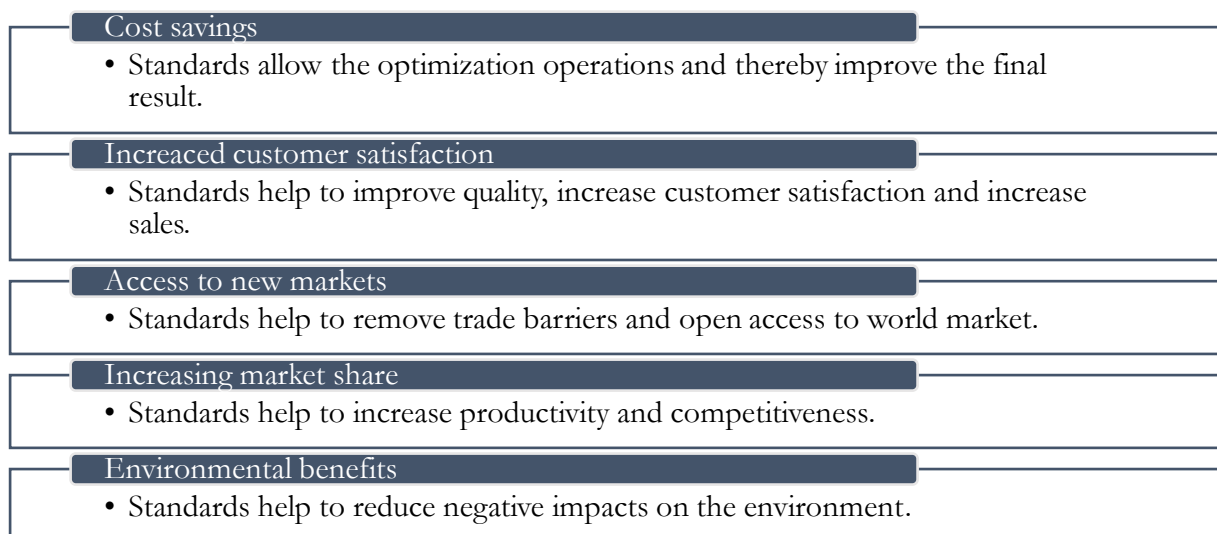 Cost savings
• Standards allow the optimization operations and thereby improve the final
result.
Increaced customer satisfaction
• Standards help to improve quality, increase customer satisfaction and increase
sales.
Access to new markets
• Standards help to remove trade barriers and open access to world market.
Increasing market share
• Standards help to increase productivity and competitiveness.
Environmental benefits
• Standards help to reduce negative impacts on the environment.